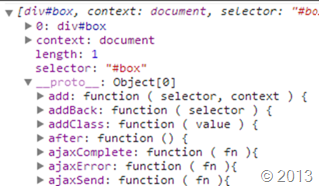 ▼[div#box, context: document, selector: "#bo
▶ 0: div#box
▶ context: document
length: 1
selector: "#box"
▼ __proto__: Object[0]
▶ add: function ( selector, context ) {
▶ addBack: function ( selector ) {
▶ addClass: function ( value ) {
▶ after: function () {
▶ ajaxComplete: function ( fn ){
▶ ajaxError: function ( fn ){
▶ ajaxSend: function ( fn ){
© 2013